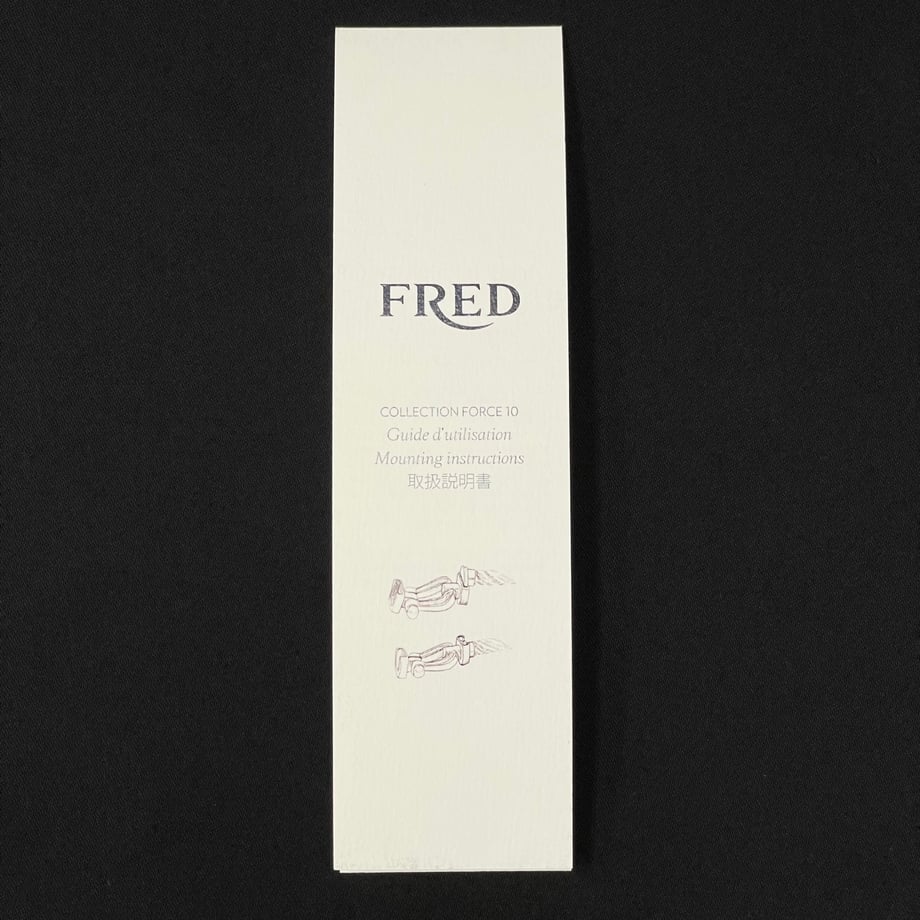 FRED
COLLECTION FORCE 10
Guide d'utilisation
Mounting instructions
取扱説明書